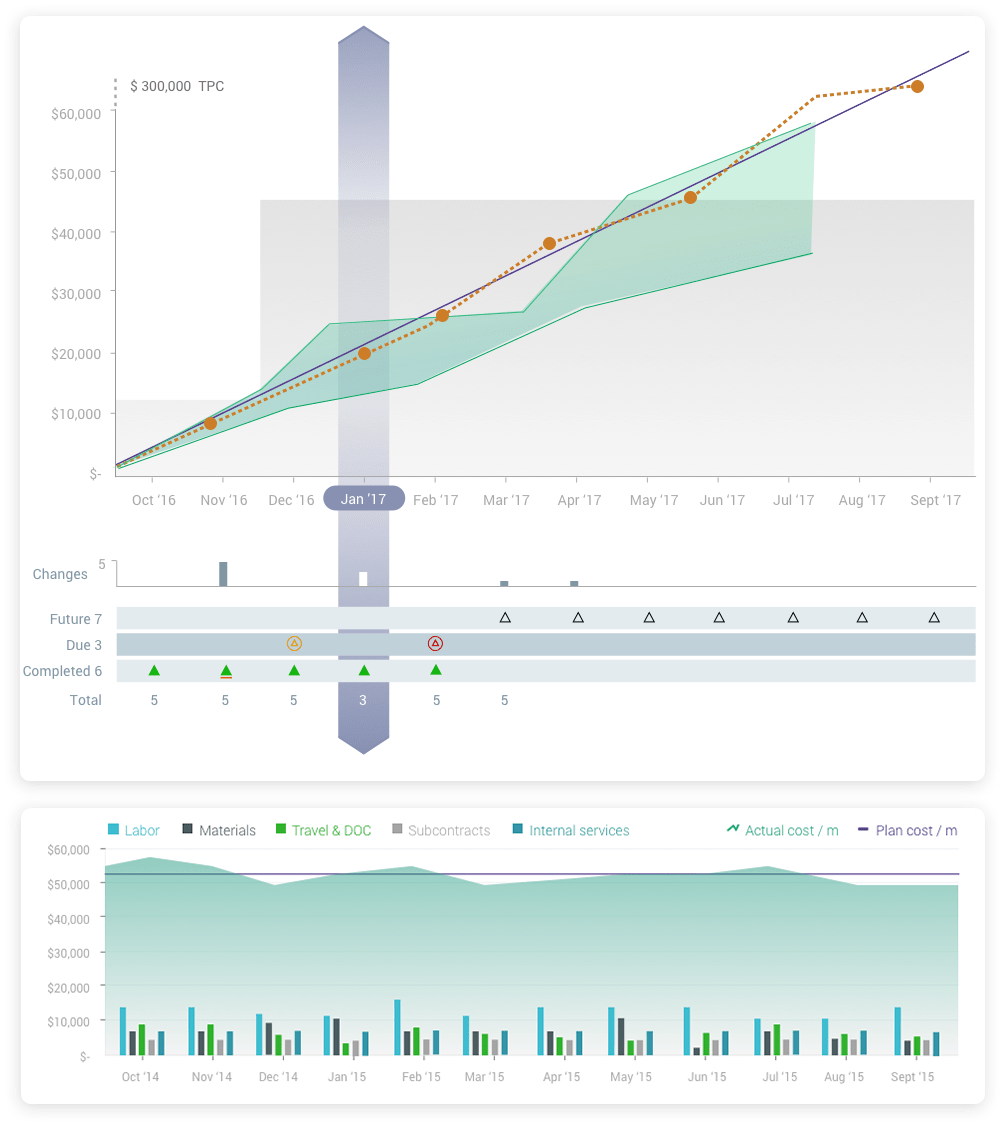 $ 300,000 TPC
$60,000
$50,000
$40,000
$30,000
$20,000
$10,000
$-
Oct ‘16 Nov ‘16 Dec ‘16 Jan ‘17 Feb ‘17 Mar ‘17 Apr ‘17 May ‘17 Jun ‘17 Jul ‘17 Aug ‘17 Sept ‘17
5
Changes
Future 7
Due 3
Completed 6
Total 5 5 5 3 5 5
Labor Materials Travel & DOC Subcontracts Internal services Actual cost / m Plan cost / m
$60,000
$50,000
$40,000
$30,000
$20,000
$10,000
$-
Oct ‘14 Nov ‘14 Dec ‘14 Jan ‘15 Feb ‘15 Mar ‘15 Apr ‘15 May ‘15 Jun ‘15 Jul ‘15 Aug ‘15 Sept ‘15